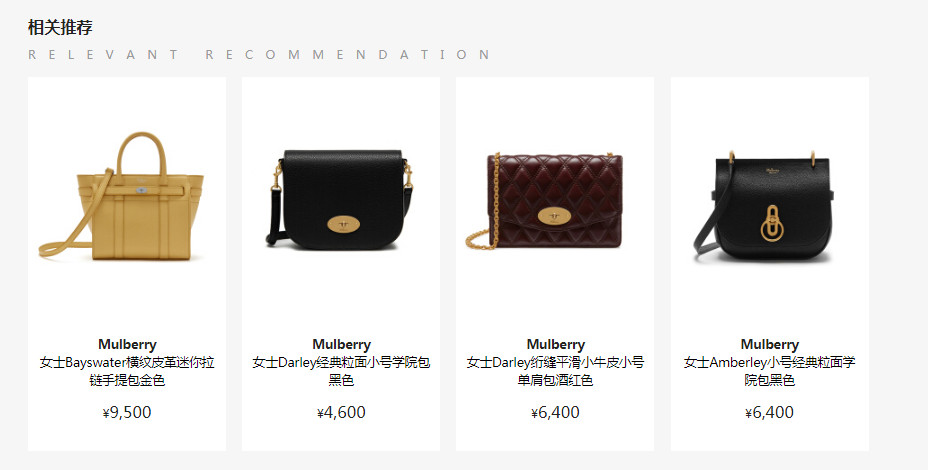 相关推荐
RELEVANT RECOMMENDATION
Mulberry
女士Bayswater横纹皮革迷你拉
链手提包金色
¥9,500
Mulberry
女士Darley经典粒面小号学院包
黑色
¥4,600
Mulberry
女士Darley绗缝平滑小牛皮小号
单肩包酒红色
¥6,400
Mulberry
女士Amberley小号经典粒面学
院包黑色
¥6,400